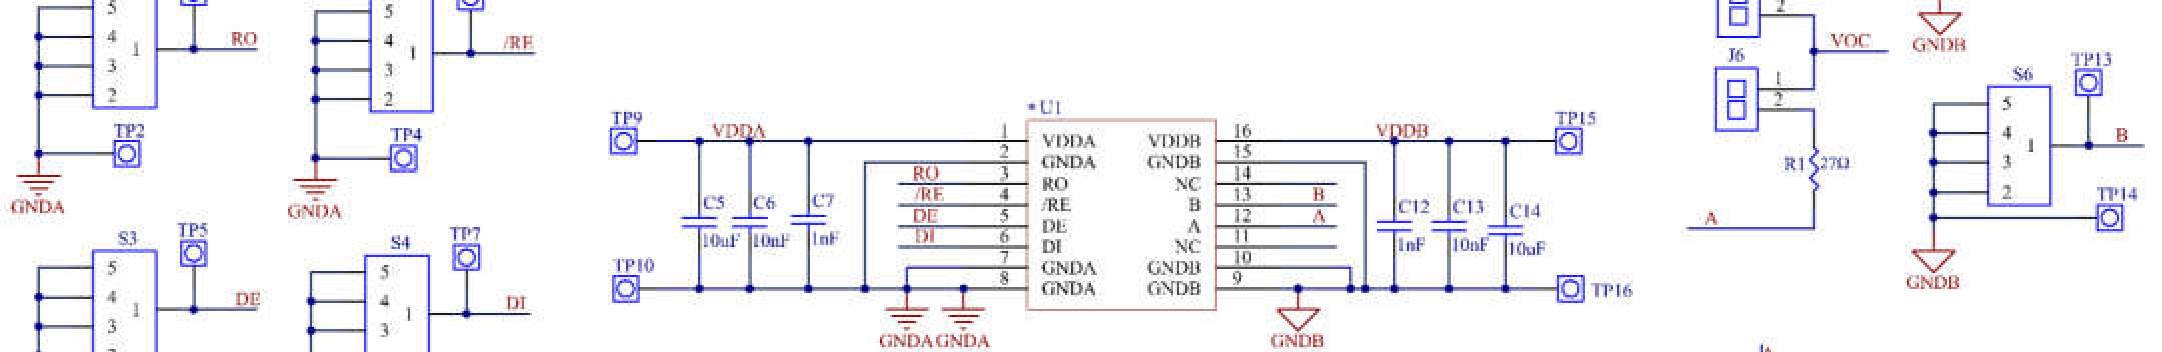 5
4
3
2
1
RO
TP2
GNDA
5
4
3
2
1
/RE
TP4
GNDA
S3
5
4
3
1
TP5
DE
S4
5
4
3
1
TP7
DI
TP9
VDDA
TP10
C5
10uF
C6
10nF
C7
1nF
RO
/RE
DE
DI
GNDA GNDA
*U1
1 VDDA VDDB 16
2 GNDA GNDB 15
3 RO NC 14
4 /RE B 13
5 DE A 12
6 DI NC 11
7 GNDA GNDB 10
8 GNDA GNDB 9
B
A
VDDB
TP15
C12
1nF
C13
10nF
C14
10uF
TP16
GNDB
2
VOC
J6
1
2
R1 27Ω
A
GNDB
S6
5
4
3
2
1
TP13
B
TP14
GNDB